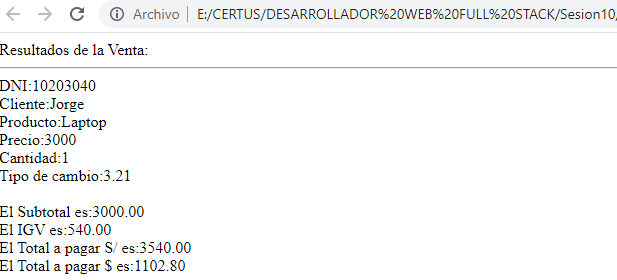 Archivo | E:/CERTUS/DESARROLLADOR%20WEB%20FULL%20STACK/Sesion10/
Resultados de la Venta:
DNI:10203040
Cliente:Jorge
Producto:Laptop
Precio:3000
Cantidad:1
Tipo de cambio:3.21
El Subtotal es:3000.00
El IGV es:540.00
El Total a pagar S/ es:3540.00
El Total a pagar $ es:1102.80